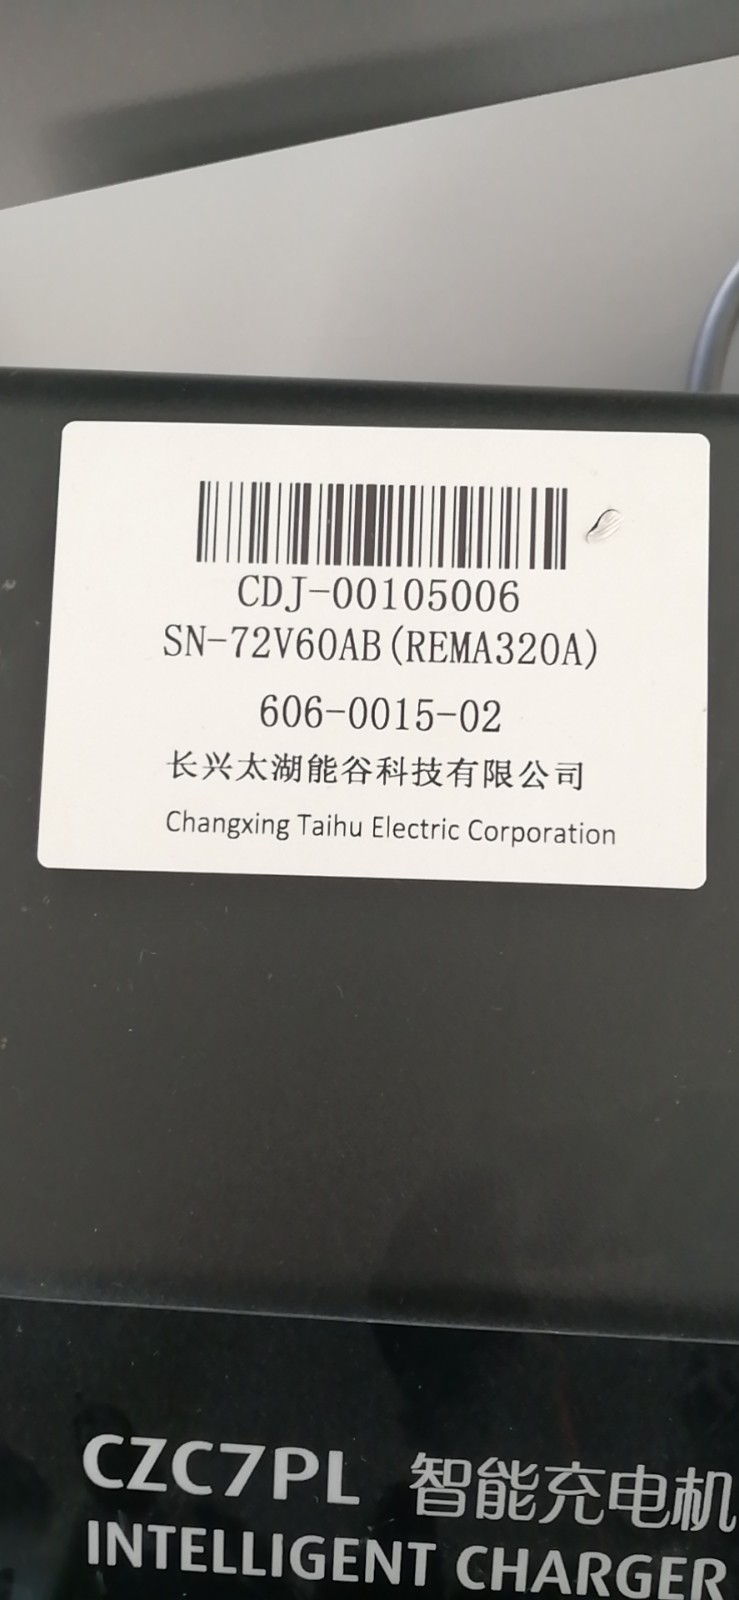 CDJ-00105006
SN-72V60AB(REMA320A)
606-0015-02
长兴太湖能谷科技有限公司
Changxing Taihu Electric Corporation
CZC7PL 智能充电机
INTELLIGENT CHARGER